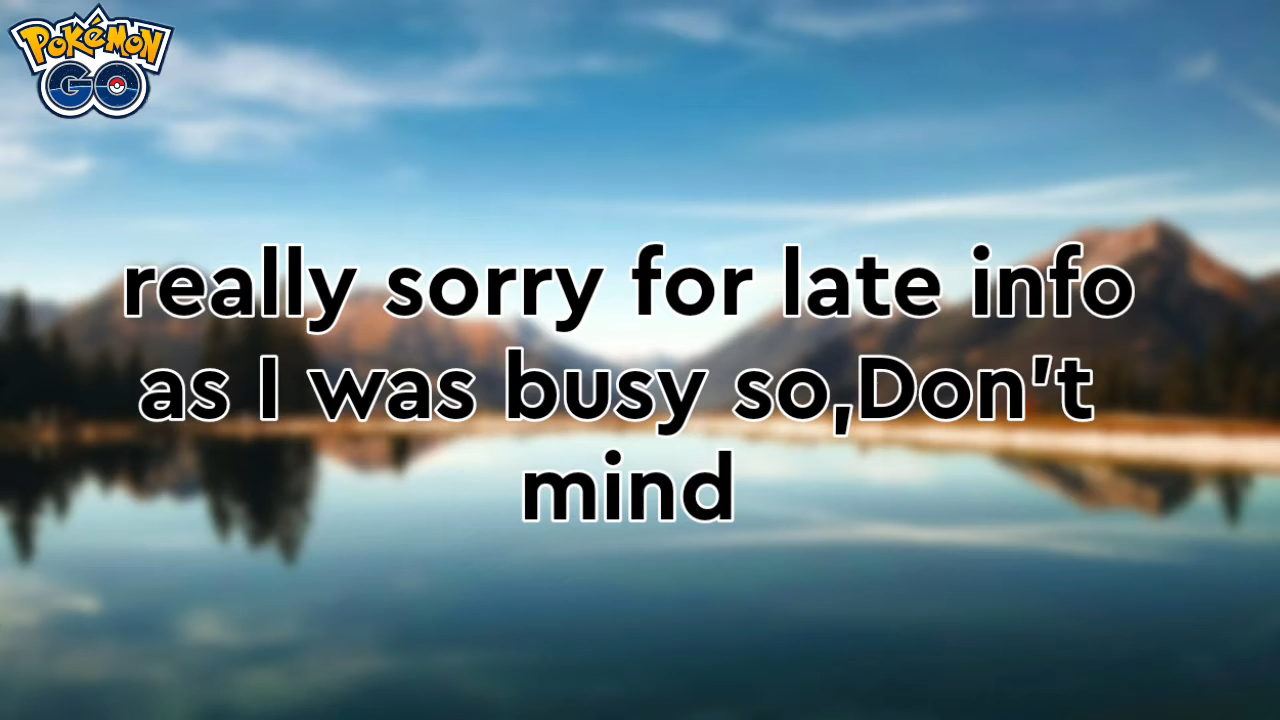 POKÉMON
GO
really sorry for late info
as I was busy so,Don't
mind